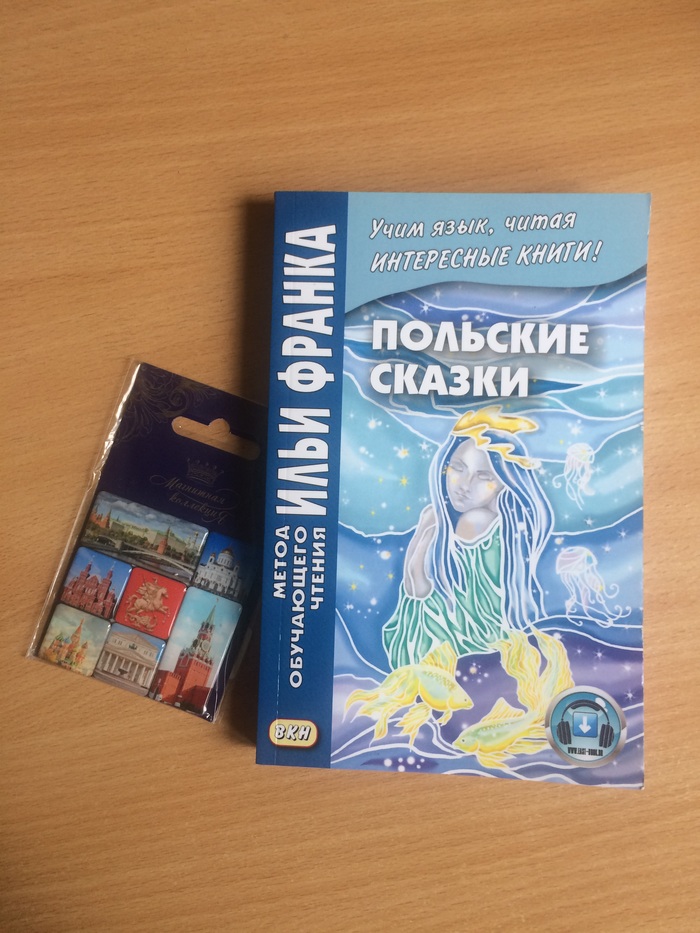 Учим язык, читая
ИНТЕРЕСНЫЕ КНИГИ!
ПОЛЬСКИЕ
СКАЗКИ
МЕТОД
ОБУЧАЮЩЕГО
ЧТЕНИЯ
ИЛЬИ ФРАНКА
ВКН
Магнитная
коллекция